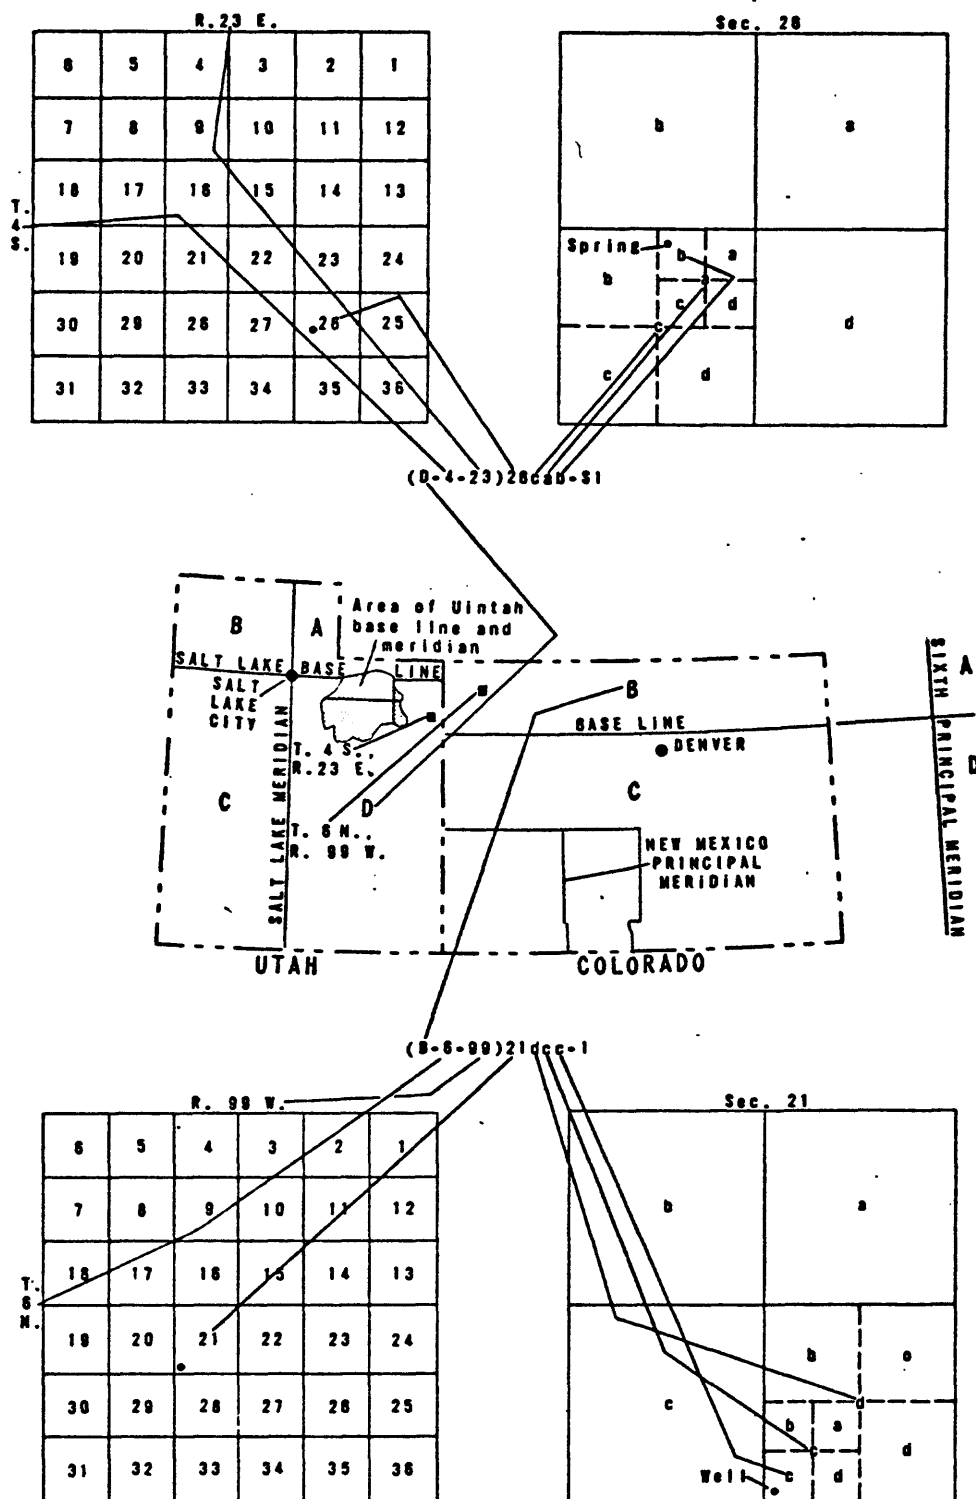 R.23 E.
6 5 4 3 2 1
7 8 9 10 11 12
18 17 16 15 14 13
T. 4 S.
19 20 21 22 23 24
30 29 28 27 26 25
31 32 33 34 35 36
Sec. 26
b a
Spring
b b a
a
c d
c
d
c d
(D-4-23)26cab-S1
B A
Area of Uintah
base line and
meridian
SALT LAKE BASE LINE
SALT
LAKE
CITY
SALT LAKE MERIDIAN
T. 4 S.,
R.23 E.
C
D
T. 6 N.,
R. 99 W.
B
BASE LINE
DENVER
C
NEW MEXICO
PRINCIPAL
MERIDIAN
SIXTH PRINCIPAL MERIDIAN
A
D
UTAH
COLORADO
(B-6-99)21dcc-1
R. 99 W.
6 5 4 3 2 1
7 8 9 10 11 12
18 17 16 15 14 13
T. 6 N.
19 20 21 22 23 24
30 29 28 27 26 25
31 32 33 34 35 36
Sec. 21
b a
b
c
d
b a
d
c
c d
Well